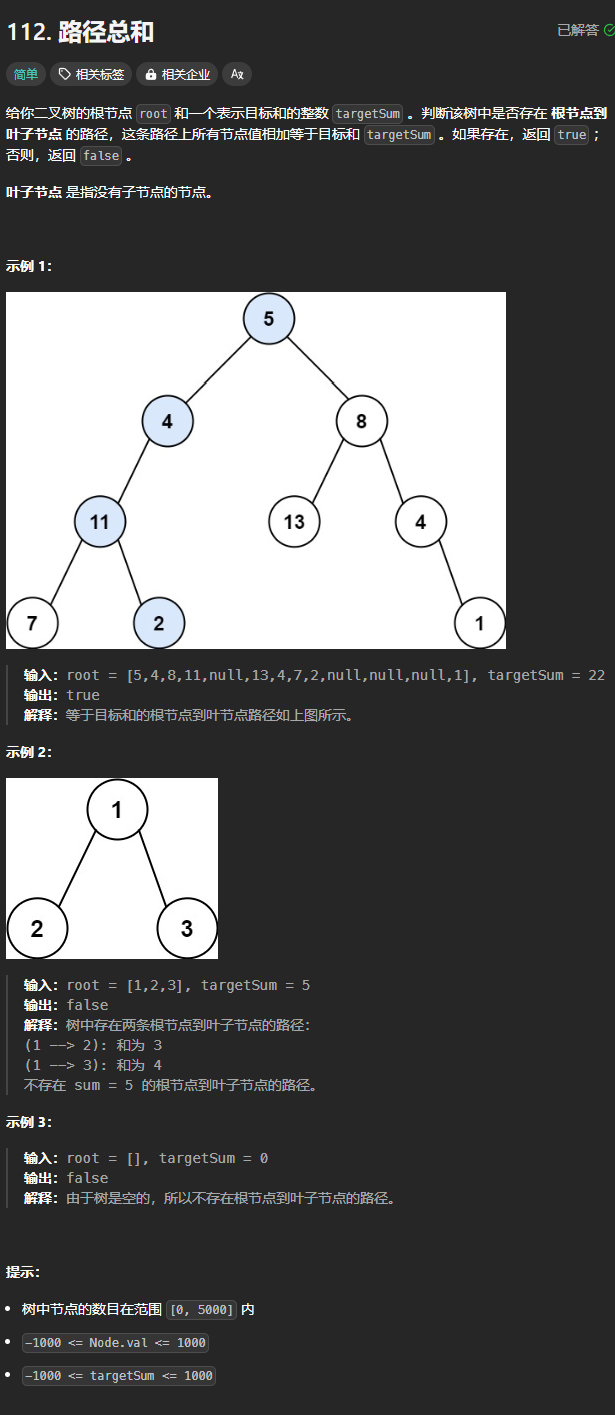 112. 路径总和
已解答
简单
相关标签
相关企业
给你二叉树的根节点 root 和一个表示目标和的整数 targetSum 。判断该树中是否存在 根节点到
叶子节点 的路径，这条路径上所有节点值相加等于目标和 targetSum 。如果存在，返回 true ；
否则，返回 false 。
叶子节点 是指没有子节点的节点。
示例 1：
5
4
8
11
13
4
7
2
1
输入：root = [5,4,8,11,null,13,4,7,2,null,null,null,1], targetSum = 22
输出：true
解释：等于目标和的根节点到叶节点路径如上图所示。
示例 2：
1
2
3
输入：root = [1,2,3], targetSum = 5
输出：false
解释：树中存在两条根节点到叶子节点的路径：
(1 --> 2): 和为 3
(1 --> 3): 和为 4
不存在 sum = 5 的根节点到叶子节点的路径。
示例 3：
输入：root = [], targetSum = 0
输出：false
解释：由于树是空的，所以不存在根节点到叶子节点的路径。
提示：
• 树中节点的数目在范围 [0, 5000] 内
• -1000 <= Node.val <= 1000
• -1000 <= targetSum <= 1000